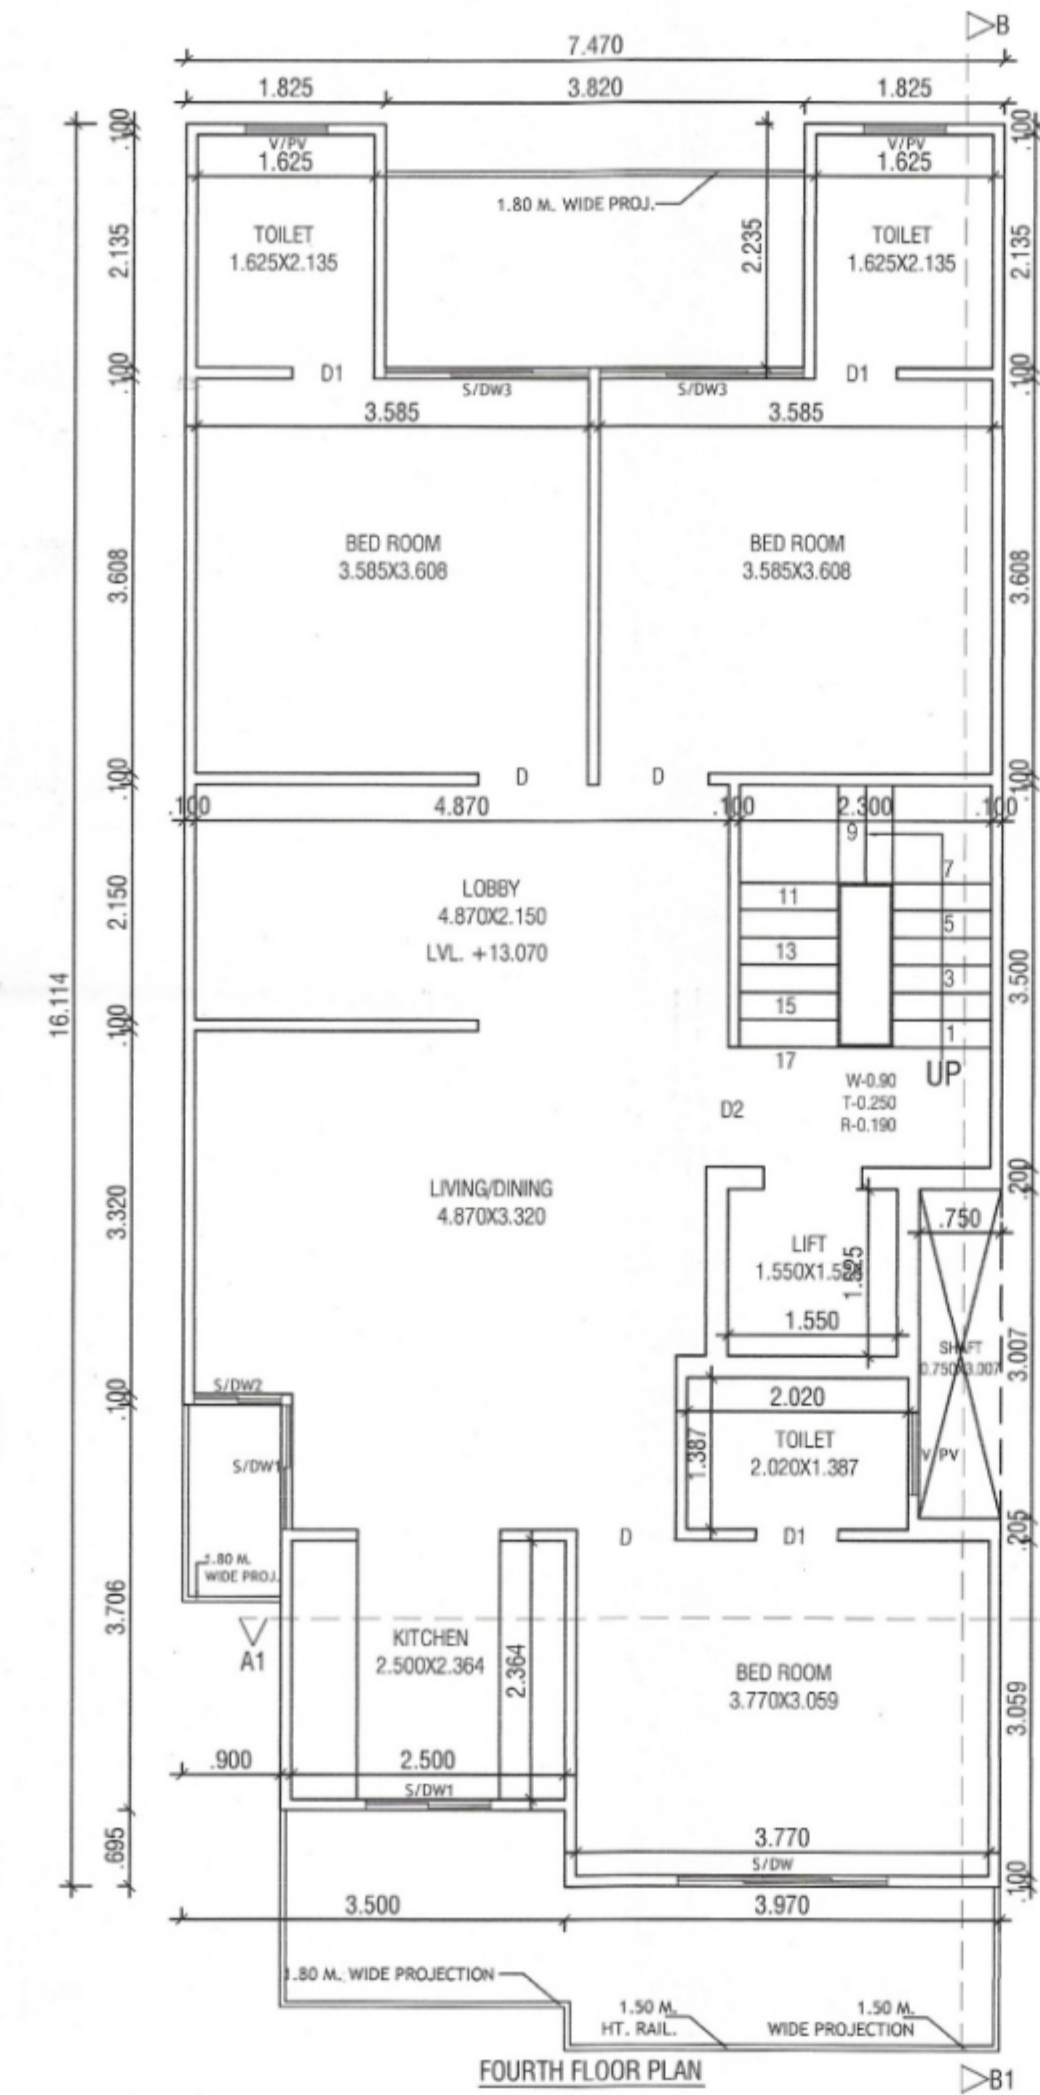 B
7.470
1.825 3.820 1.825
.100 .100
V/PV V/PV
1.625 1.625
1.80 M. WIDE PROJ.
TOILET TOILET
1.625X2.135 1.625X2.135
2.135 2.235 2.135
.100 D1 D1 .100
S/DW3 S/DW3
3.585 3.585
BED ROOM BED ROOM
3.585X3.608 3.585X3.608
3.608 3.608
.100 D D .100
.100 4.870 .100 2.300 .100
9
7
LOBBY
4.870X2.150
LVL. +13.070
2.150
11
5
13
3
15
1
17
3.500
16.114
.100
UP
W-0.90
T-0.250
R-0.190
D2
.200
LIVING/DINING
4.870X3.320
3.320
.750
LIFT
1.550
SHAFT
0.750X3.007
3.007
S/DW2
.100
2.020
1.387
TOILET
2.020X1.387
V/PV
S/DW1
D D1 .205
1.80 M.
WIDE PROJ.
3.706
A1
KITCHEN
2.500X2.364
2.364
BED ROOM
3.770X3.059
3.059
.900 2.500
S/DW1
.695
3.770
S/DW
.100
3.500 3.970
1.80 M. WIDE PROJECTION
1.50 M.
HT. RAIL.
1.50 M.
WIDE PROJECTION
FOURTH FLOOR PLAN
B1